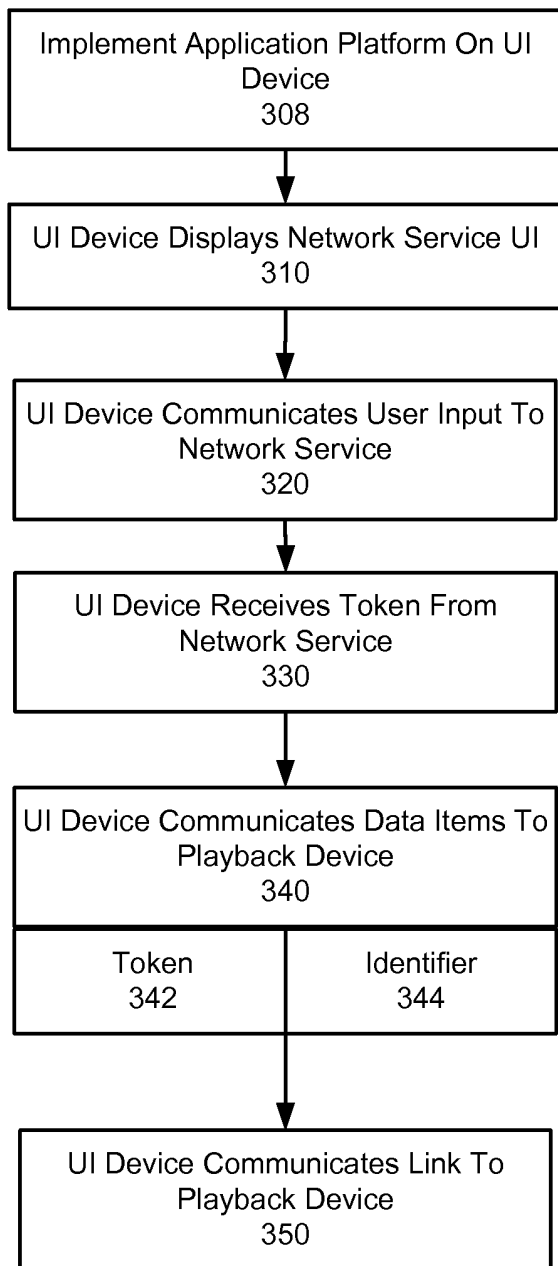 Implement Application Platform On UI
Device
308
UI Device Displays Network Service UI
310
UI Device Communicates User Input To
Network Service
320
UI Device Receives Token From
Network Service
330
UI Device Communicates Data Items To
Playback Device
340
Token
342
Identifier
344
UI Device Communicates Link To
Playback Device
350